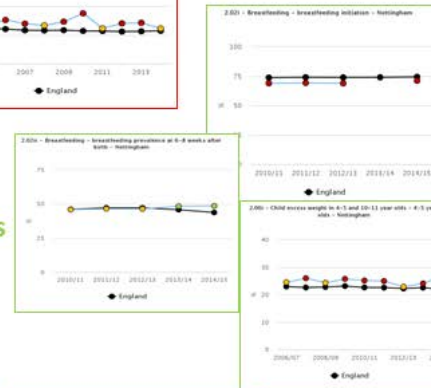 2007 2009 2011 2013
England
2.02i - Breastfeeding - breastfeeding initiation - Nottingham
100
75
50
%
2010/11 2011/12 2012/13 2013/14 2014/15
England
2.02ii - Breastfeeding - breastfeeding prevalence at 6-8 weeks after
birth - Nottingham
75
50
%
25
0
2010/11 2011/12 2012/13 2013/14 2014/15
England
s
2.06i - Child excess weight in 4-5 and 10-11 year olds - 4-5 ye
olds - Nottingham
40
30
%
20
10
0
2006/07 2008/09 2010/11 2012/13
England